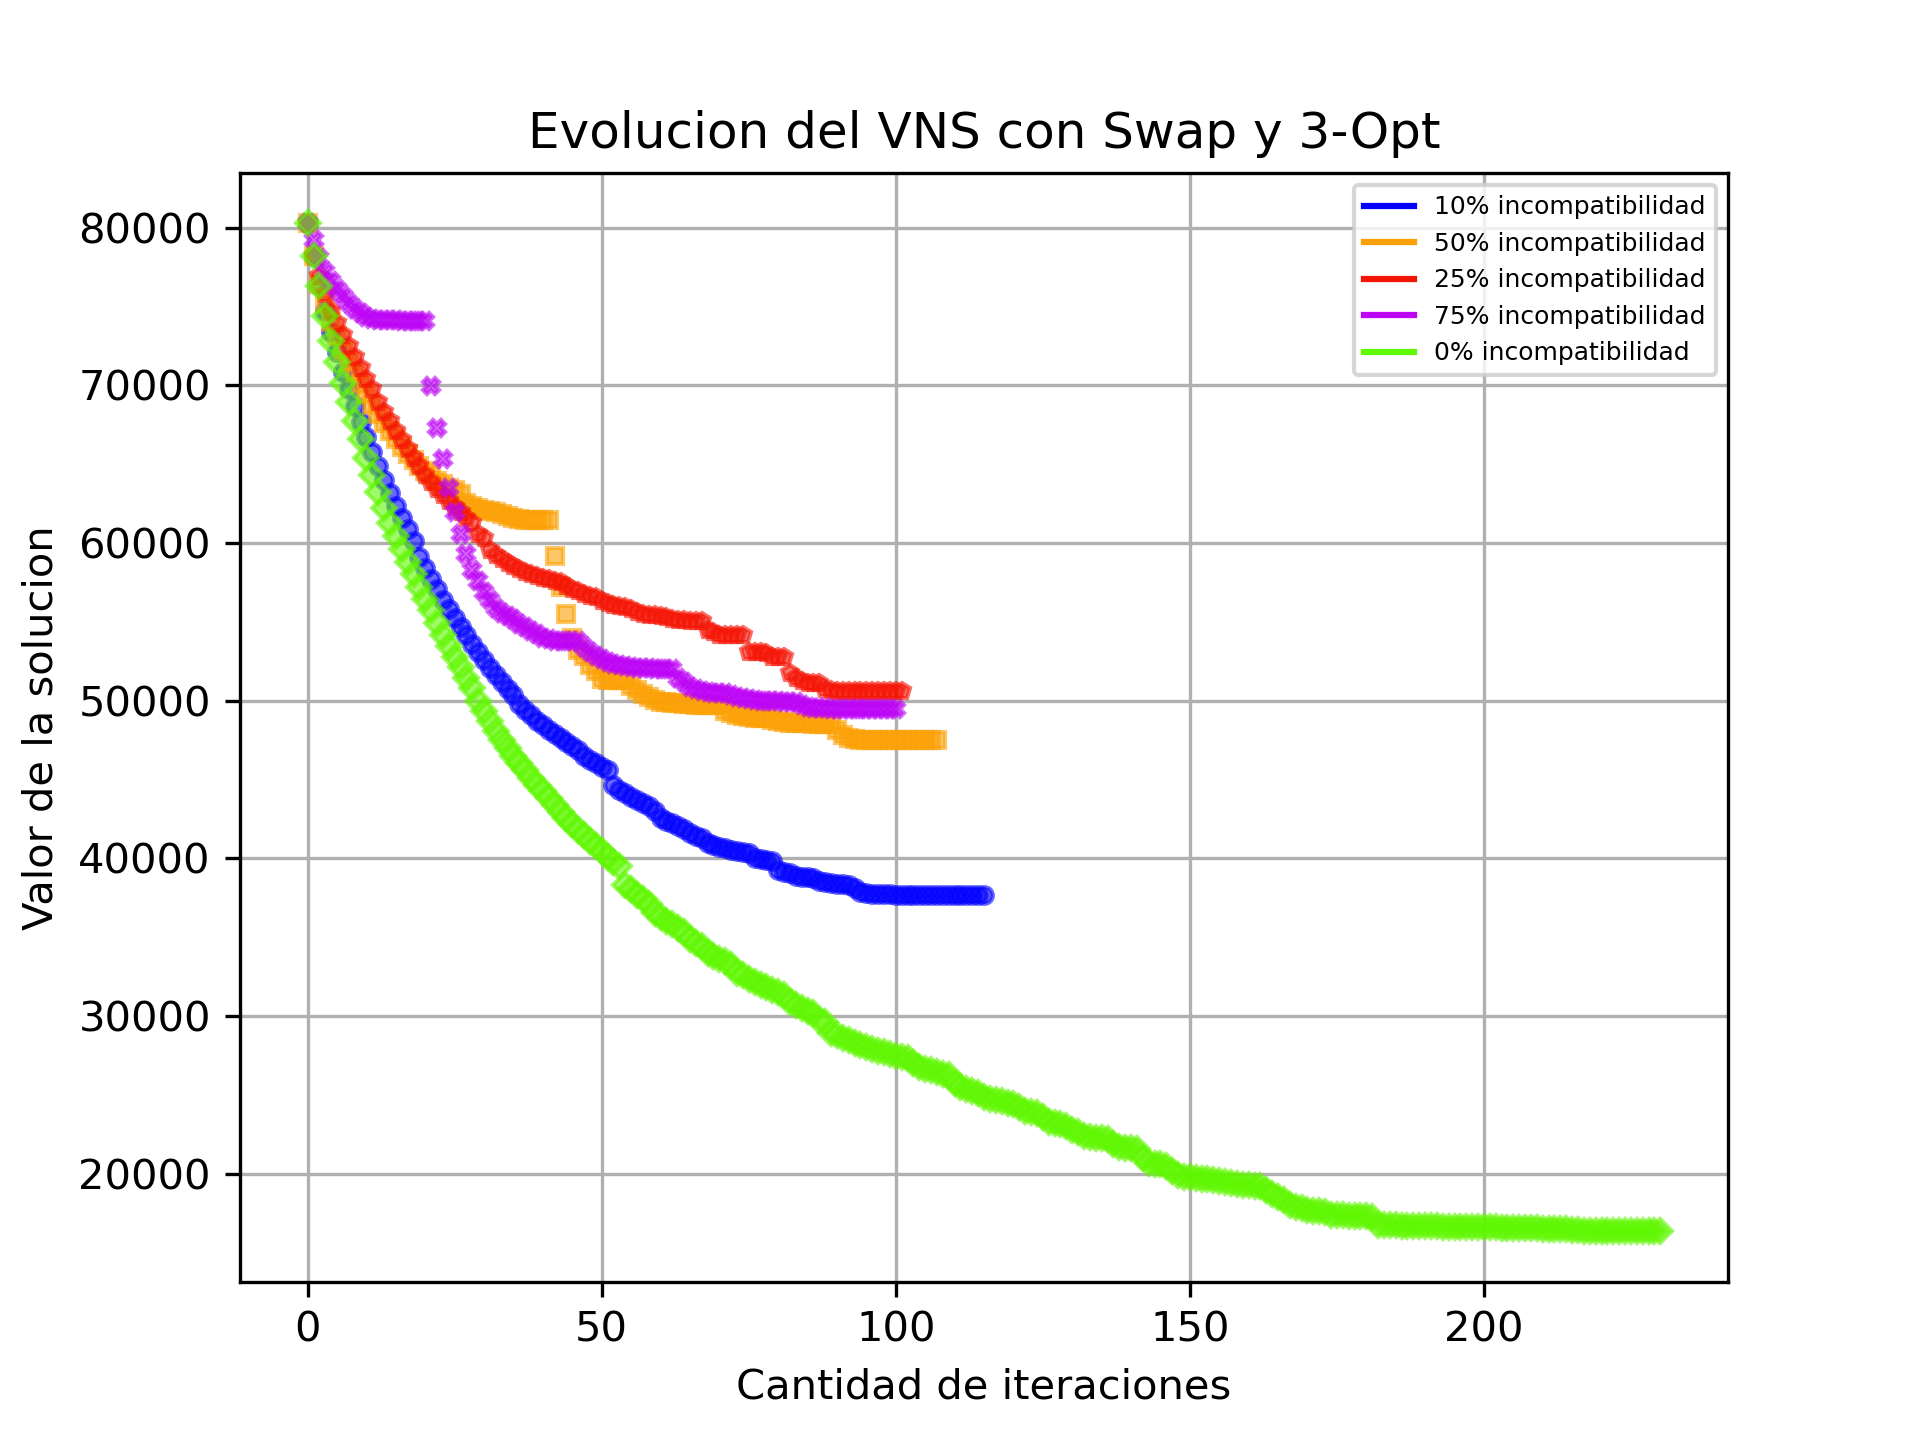 Evolucion del VNS con Swap y 3-Opt
10% incompatibilidad
50% incompatibilidad
25% incompatibilidad
75% incompatibilidad
0% incompatibilidad
80000
70000
60000
50000
40000
30000
20000
Valor de la solucion
0 50 100 150 200
Cantidad de iteraciones